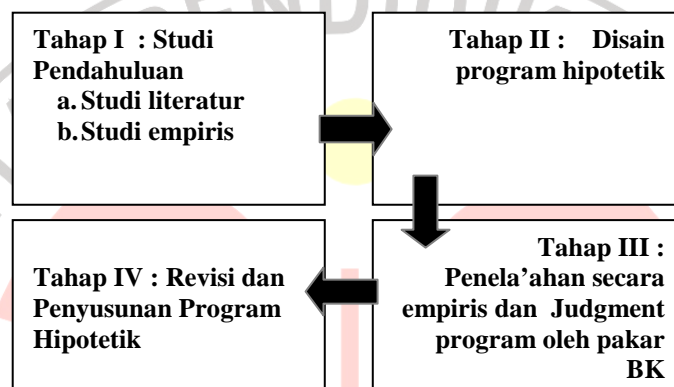 Tahap I : Studi
Pendahuluan
a. Studi literatur
b. Studi empiris
Tahap II : Disain
program hipotetik
Tahap III :
Penela'ahan secara
empiris dan Judgment
program oleh pakar
BK
Tahap IV : Revisi dan
Penyusunan Program
Hipotetik